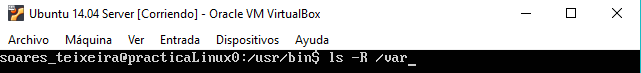 Ubuntu 14.04 Server [Corriendo] - Oracle VM VirtualBox
Archivo Máquina Ver Entrada Dispositivos Ayuda
soares_teixeira@practicaLinux0:/usr/bin$ ls -R /var_